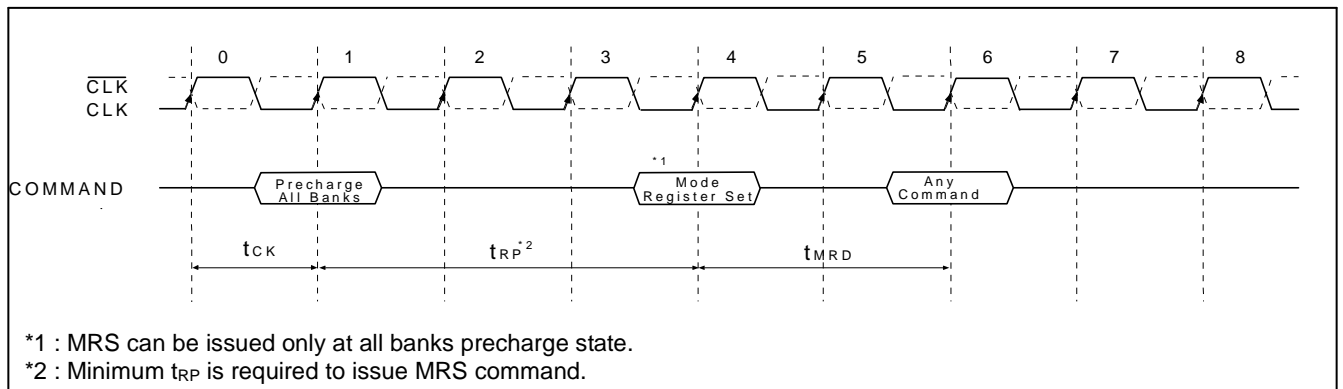 0 1 2 3 4 5 6 7 8
CLK
CLK
*1
COMMAND
Precharge
All Banks
Mode
Register Set
Any
Command
tCK
tRP*2
tMRD
*1 : MRS can be issued only at all banks precharge state.
*2 : Minimum tRP is required to issue MRS command.